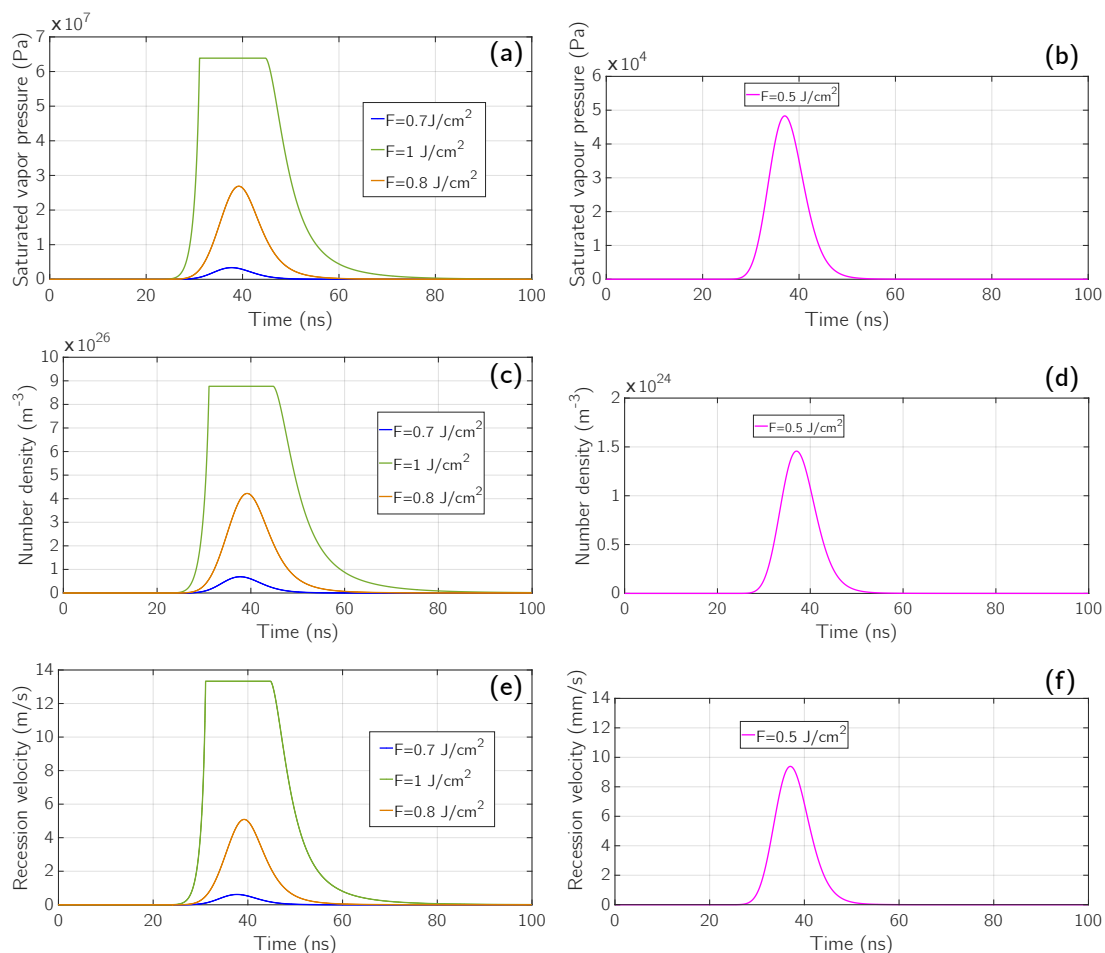 ×10^7
(a)
Saturated vapor pressure (Pa)
7
6
5
4
3
2
1
0
F=0.7J/cm^2
F=1 J/cm^2
F=0.8 J/cm^2
0 20 40 60 80 100
Time (ns)
×10^4
(b)
Saturated vapour pressure (Pa)
6
5
4
3
2
1
0
F=0.5 J/cm^2
0 20 40 60 80 100
Time (ns)
×10^26
(c)
Number density (m^-3)
10
9
8
7
6
5
4
3
2
1
0
F=0.7 J/cm^2
F=1 J/cm^2
F=0.8 J/cm^2
0 20 40 60 80 100
Time (ns)
×10^24
(d)
Number density (m^-3)
2
1.5
1
0.5
0
F=0.5 J/cm^2
0 20 40 60 80 100
Time (ns)
(e)
Recession velocity (m/s)
14
12
10
8
6
4
2
0
F=0.7 J/cm^2
F=1 J/cm^2
F=0.8 J/cm^2
0 20 40 60 80 100
Time (ns)
(f)
Recession velocity (mm/s)
14
12
10
8
6
4
2
0
F=0.5 J/cm^2
0 20 40 60 80 100
Time (ns)